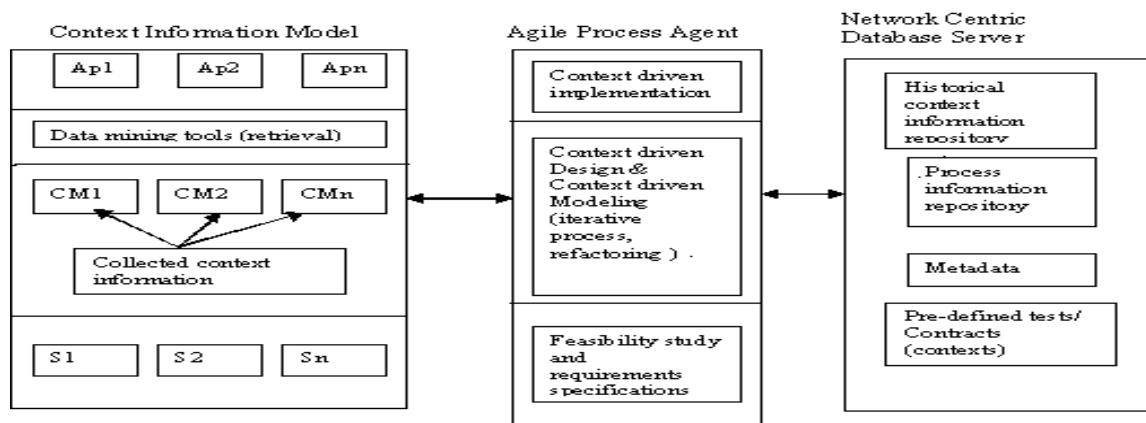 Context Information Model
Ap1
Ap2
Apn
Data mining tools (retrieval)
CM1
CM2
CMn
Collected context
information
S1
S2
Sn
Agile Process Agent
Context driven
implementation
Context driven
Design &
Context driven
Modeling
(iterative
process,
refactoring ) .
Feasibility study
and
requirements
specifications
Network Centric
Database Server
Historical
context
information
repository
.Process
information
repository
Metadata
Pre-defined tests/
Contracts
(contexts)